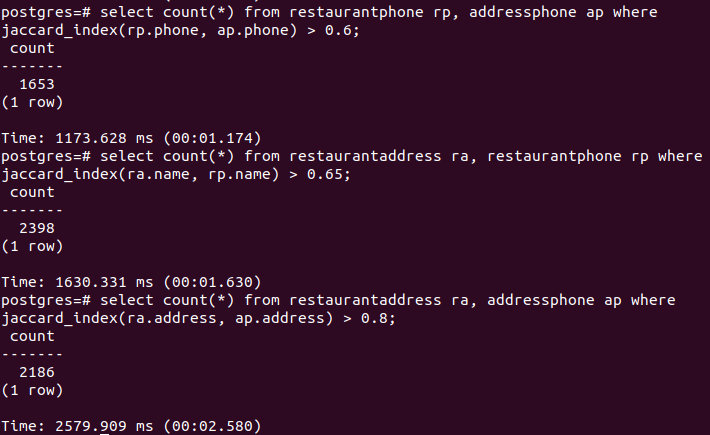 postgres=# select count(*) from restaurantphone rp, addressphone ap where
jaccard_index(rp.phone, ap.phone) > 0.6;
 count
-------
  1653
(1 row)

Time: 1173.628 ms (00:01.174)
postgres=# select count(*) from restaurantaddress ra, restaurantphone rp where
jaccard_index(ra.name, rp.name) > 0.65;
 count
-------
  2398
(1 row)

Time: 1630.331 ms (00:01.630)
postgres=# select count(*) from restaurantaddress ra, addressphone ap where
jaccard_index(ra.address, ap.address) > 0.8;
 count
-------
  2186
(1 row)

Time: 2579.909 ms (00:02.580)